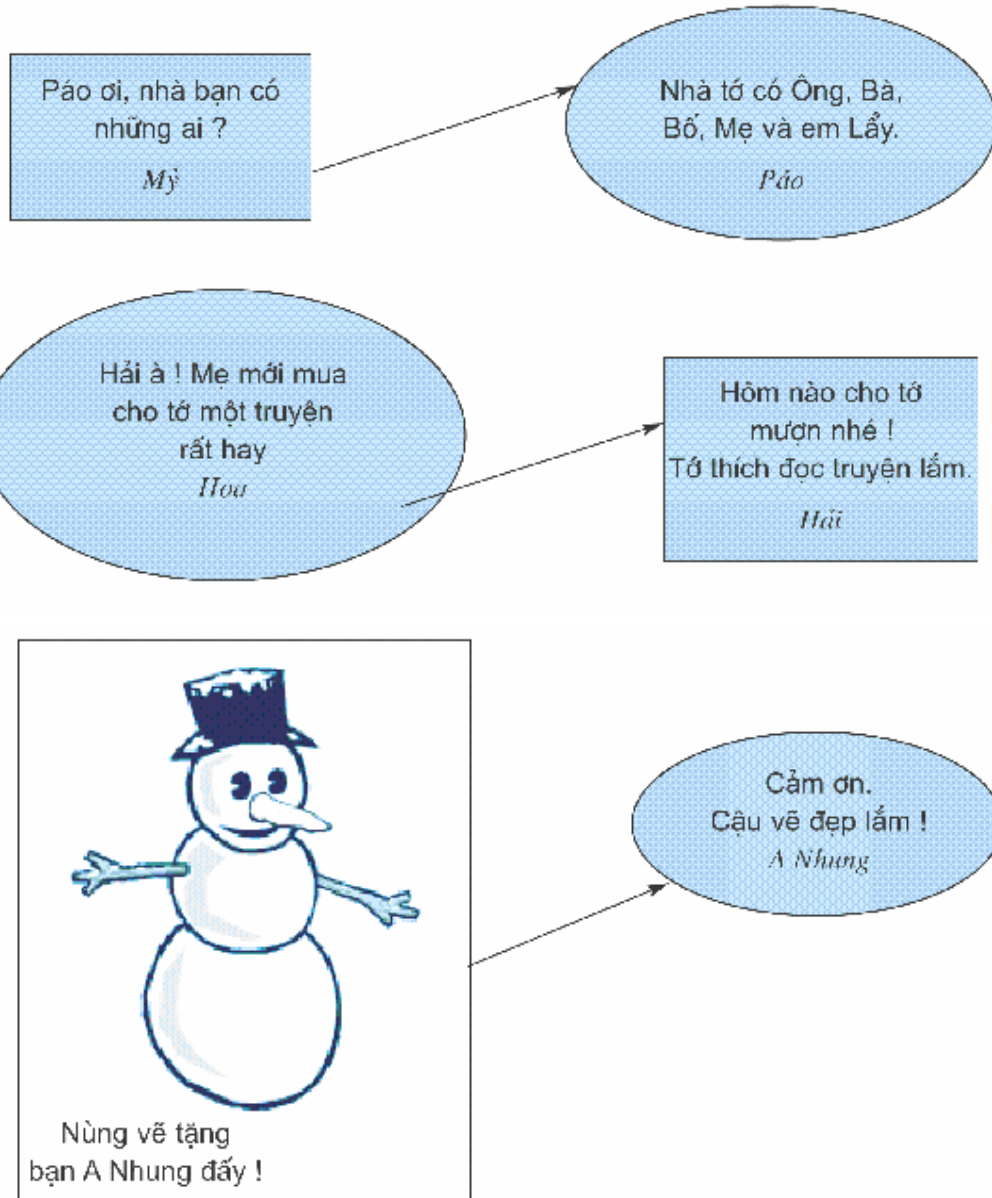 Páo ơi, nhà bạn có
những ai ?
Mỷ
Nhà tớ có Ông, Bà,
Bố, Mẹ và em Lẩy.
Páo
Hải à ! Mẹ mới mua
cho tớ một truyện
rất hay
Hoa
Hôm nào cho tớ
mượn nhé !
Tớ thích đọc truyện lắm.
Hải
Cảm ơn.
Cậu vẽ đẹp lắm !
A Nhung
Nùng vẽ tặng
bạn A Nhung đấy !